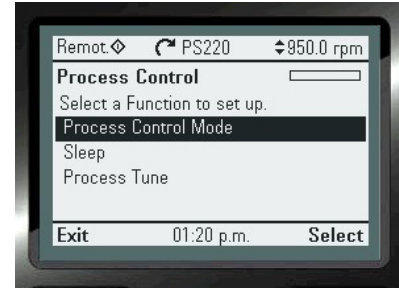 Remot. PS220 950.0 rpm
Process Control
Select a Function to set up.
Process Control Mode
Sleep
Process Tune
Exit 01:20 p.m. Select